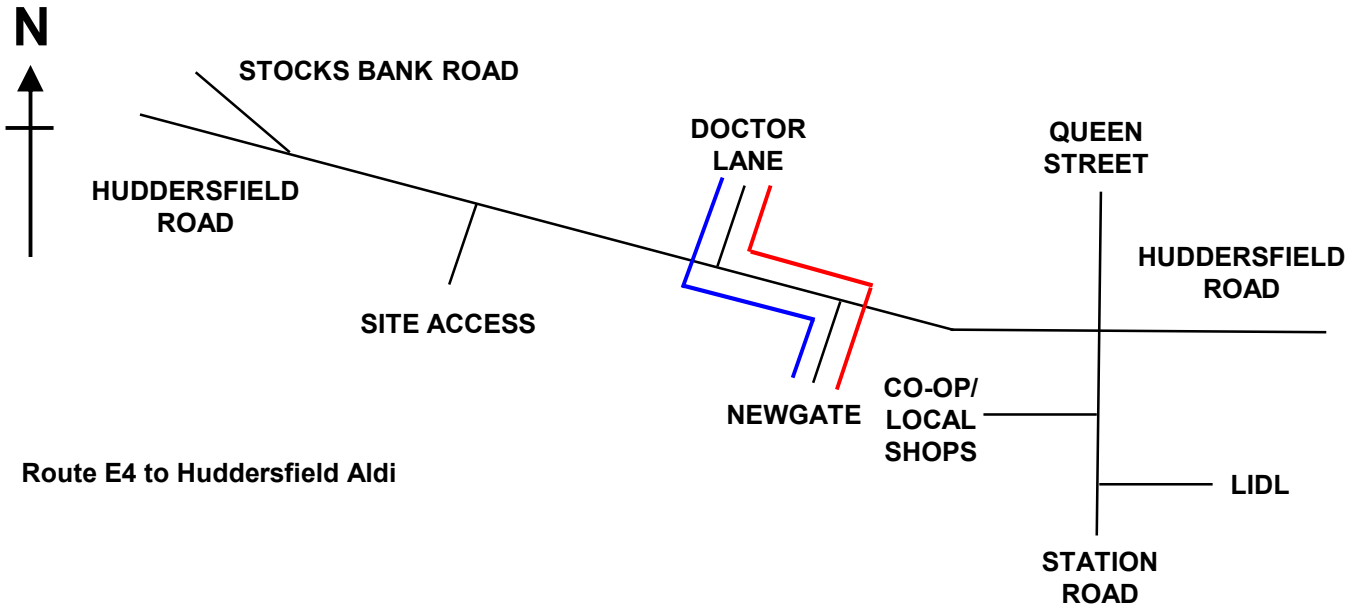 N
STOCKS BANK ROAD
HUDDERSFIELD
ROAD
SITE ACCESS
DOCTOR
LANE
QUEEN
STREET
HUDDERSFIELD
ROAD
NEWGATE
CO-OP/
LOCAL
SHOPS
Route E4 to Huddersfield Aldi
LIDL
STATION
ROAD